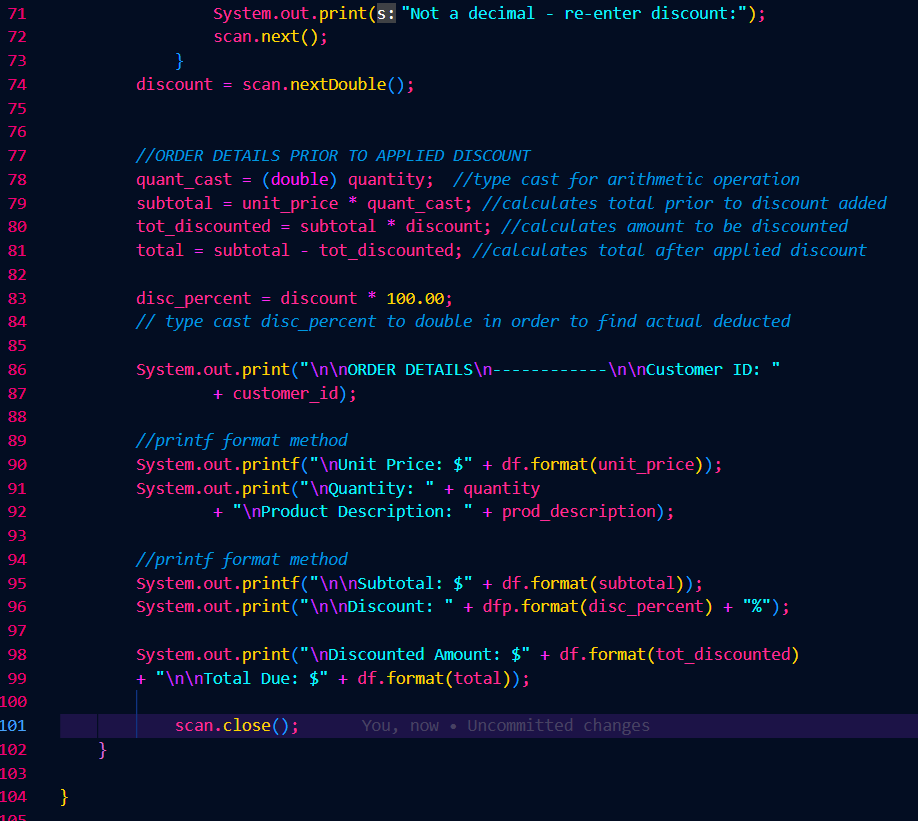 71 System.out.print(s: "Not a decimal - re-enter discount:");
72 scan.next();
73 }
74 discount = scan.nextDouble();
75
76
77 //ORDER DETAILS PRIOR TO APPLIED DISCOUNT
78 quant_cast = (double) quantity; //type cast for arithmetic operation
79 subtotal = unit_price * quant_cast; //calculates total prior to discount added
80 tot_discounted = subtotal * discount; //calculates amount to be discounted
81 total = subtotal - tot_discounted; //calculates total after applied discount
82
83 disc_percent = discount * 100.00;
84 // type cast disc_percent to double in order to find actual deducted
85
86 System.out.print("\n\nORDER DETAILS\n------------\n\nCustomer ID: "
87 + customer_id);
88
89 //printf format method
90 System.out.printf("\nUnit Price: $" + df.format(unit_price));
91 System.out.print("\nQuantity: " + quantity
92 + "\nProduct Description: " + prod_description);
93
94 //printf format method
95 System.out.printf("\n\nSubtotal: $" + df.format(subtotal));
96 System.out.print("\n\nDiscount: " + dfp.format(disc_percent) + "%");
97
98 System.out.print("\nDiscounted Amount: $" + df.format(tot_discounted)
99 + "\n\nTotal Due: $" + df.format(total));
100
101 scan.close(); You, now • Uncommitted changes
102 }
103
104 }
105